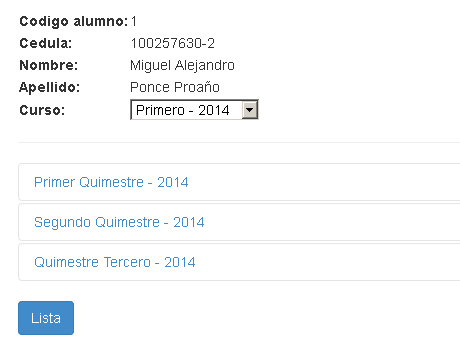 Codigo alumno: 1
Cedula: 100257630-2
Nombre: Miguel Alejandro
Apellido: Ponce Proaño
Curso: Primero - 2014
Primer Quimestre - 2014
Segundo Quimestre - 2014
Quimestre Tercero - 2014
Lista